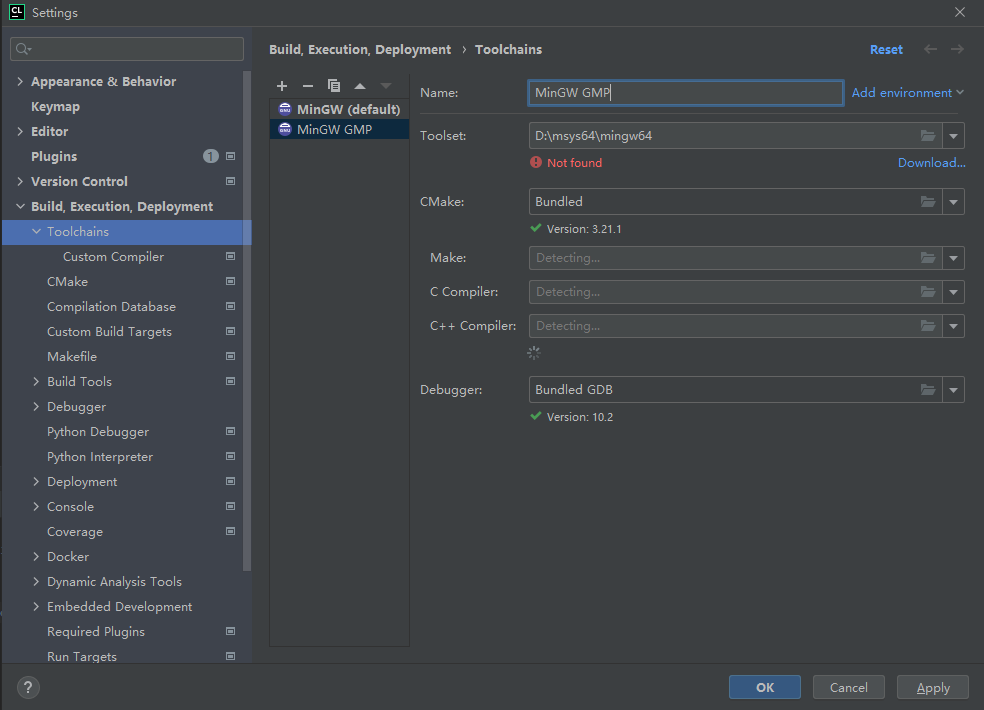 CL Settings
Appearance & Behavior
Keymap
Editor
Plugins 1
Version Control
Build, Execution, Deployment
Toolchains
Custom Compiler
CMake
Compilation Database
Custom Build Targets
Makefile
Build Tools
Debugger
Python Debugger
Python Interpreter
Deployment
Console
Coverage
Docker
Dynamic Analysis Tools
Embedded Development
Required Plugins
Run Targets
Build, Execution, Deployment › Toolchains
Reset
MinGW (default)
MinGW GMP
Name: MinGW GMP Add environment
Toolset: D:\msys64\mingw64
Not found Download...
CMake: Bundled
Version: 3.21.1
Make: Detecting...
C Compiler: Detecting...
C++ Compiler: Detecting...
Debugger: Bundled GDB
Version: 10.2
? OK Cancel Apply